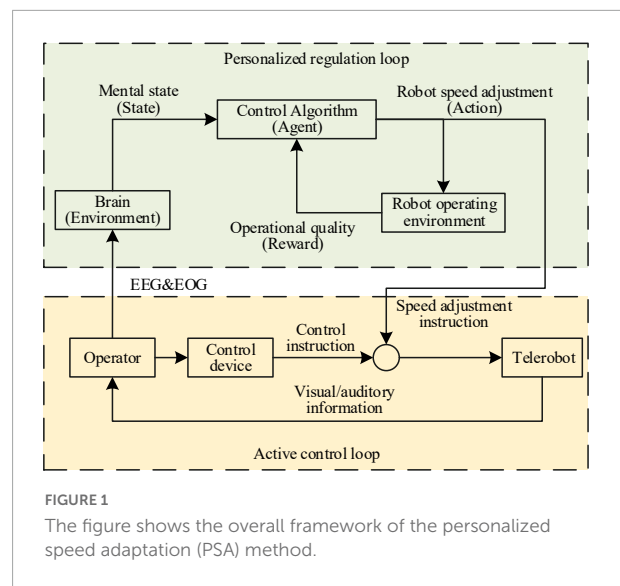 Personalized regulation loop
Mental state
(State)
Robot speed adjustment
(Action)
Control Algorithm
(Agent)
Brain
(Environment)
Robot operating
environment
Operational quality
(Reward)
EEG&EOG
Speed adjustment
instruction
Control
instruction
Operator
Control
device
Telerobot
Visual/auditory
information
Active control loop
FIGURE 1
The figure shows the overall framework of the personalized
speed adaptation (PSA) method.